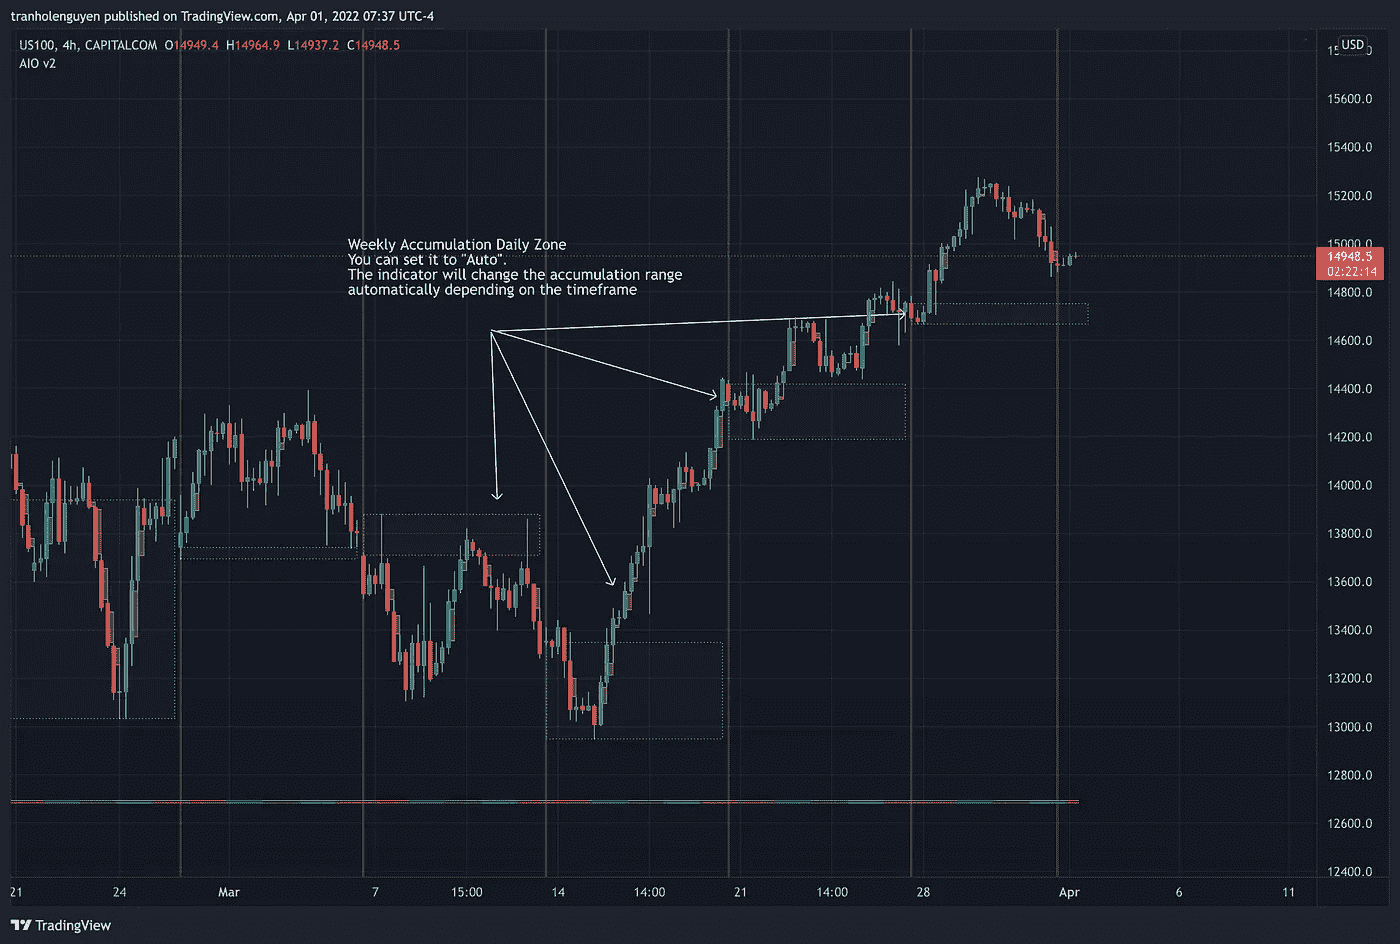 tranholenguyen published on TradingView.com, Apr 01, 2022 07:37 UTC-4
US100, 4h, CAPITALCOM O14949.4 H14964.9 L14937.2 C14948.5
AIO v2
USD
15600.0
15400.0
15200.0
15000.0
14948.5
02:22:14
14800.0
14600.0
14400.0
14200.0
14000.0
13800.0
13600.0
13400.0
13200.0
13000.0
12800.0
12600.0
12400.0
Weekly Accumulation Daily Zone
You can set it to "Auto".
The indicator will change the accumulation range
automatically depending on the timeframe
21 24 Mar 7 15:00 14 14:00 21 14:00 28 Apr 6 11
TradingView